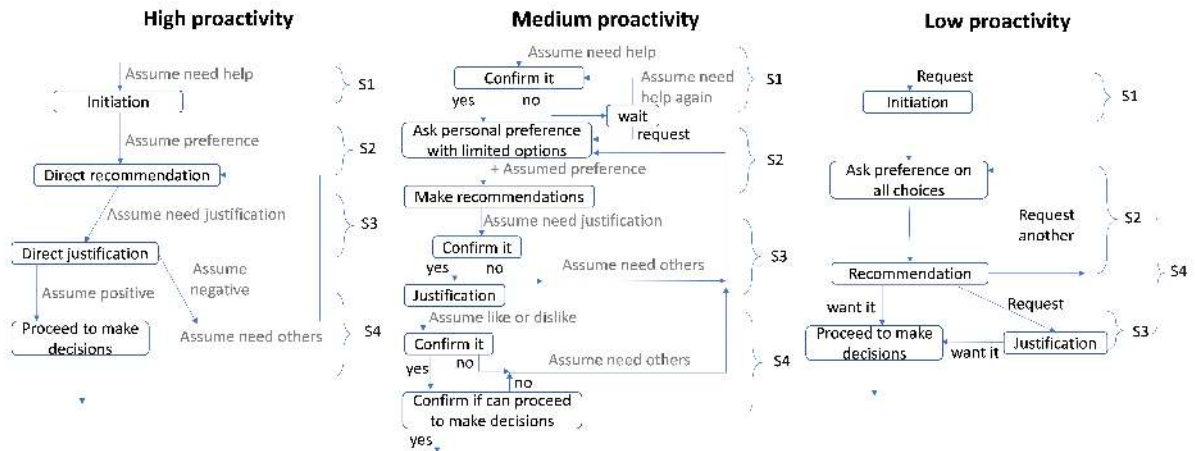 High proactivity
Assume need help
Initiation
S1
Assume preference
Direct recommendation
S2
Assume need justification
S3
Direct justification
Assume
negative
Assume positive
Proceed to make
decisions
Assume need others
S4
Medium proactivity
Assume need help
Confirm it
Assume need
help again
S1
yes
no
wait
request
Ask personal preference
with limited options
S2
+ Assumed preference
Make recommendations
Assume need justification
Confirm it
S3
yes
no
Assume need others
Justification
Assume like or dislike
Confirm it
Assume need others
S4
yes
no
no
Confirm if can proceed
to make decisions
yes
Low proactivity
Request
Initiation
S1
Ask preference on
all choices
Request
another
S2
Recommendation
S4
want it
Request
Proceed to make
decisions
want it
Justification
S3